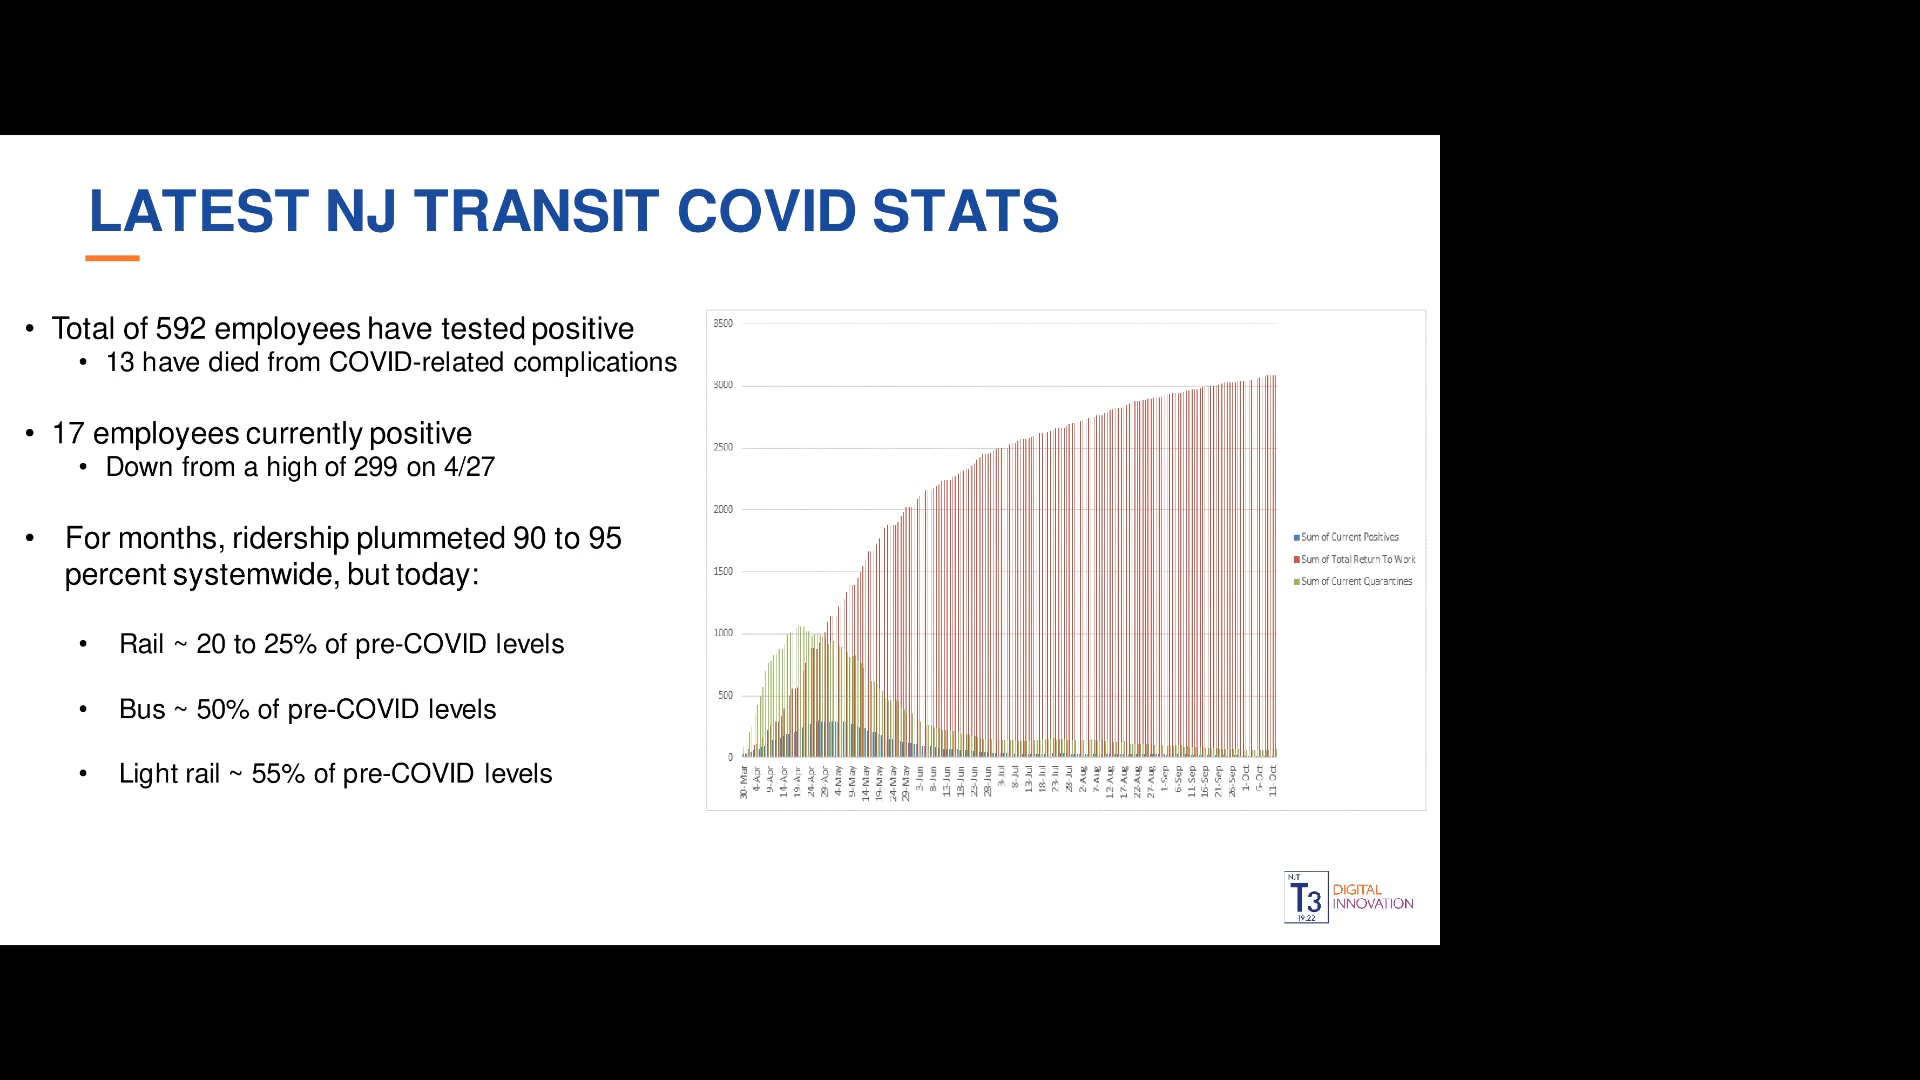 LATEST NJ TRANSIT COVID STATS
• Total of 592 employees have tested positive
• 13 have died from COVID-related complications
• 17 employees currently positive
• Down from a high of 299 on 4/27
• For months, ridership plummeted 90 to 95
percent systemwide, but today:
• Rail ~ 20 to 25% of pre-COVID levels
• Bus ~ 50% of pre-COVID levels
• Light rail ~ 55% of pre-COVID levels
3500
3000
2500
2000
1500
1000
500
0
30-Mar
4-Apr
9-Apr
14-Apr
19-Apr
24-Apr
29-Apr
4-May
9-May
14-May
19-May
24-May
29-May
3-Jun
8-Jun
13-Jun
18-Jun
23-Jun
28-Jun
3-Jul
8-Jul
13-Jul
18-Jul
23-Jul
28-Jul
2-Aug
7-Aug
12-Aug
17-Aug
22-Aug
27-Aug
1-Sep
6-Sep
11-Sep
16-Sep
21-Sep
26-Sep
1-Oct
11-Oct
Sum of Current Positives
Sum of Total Return To Work
Sum of Current Quarantines
N.T
T3
19.22
DIGITAL
INNOVATION